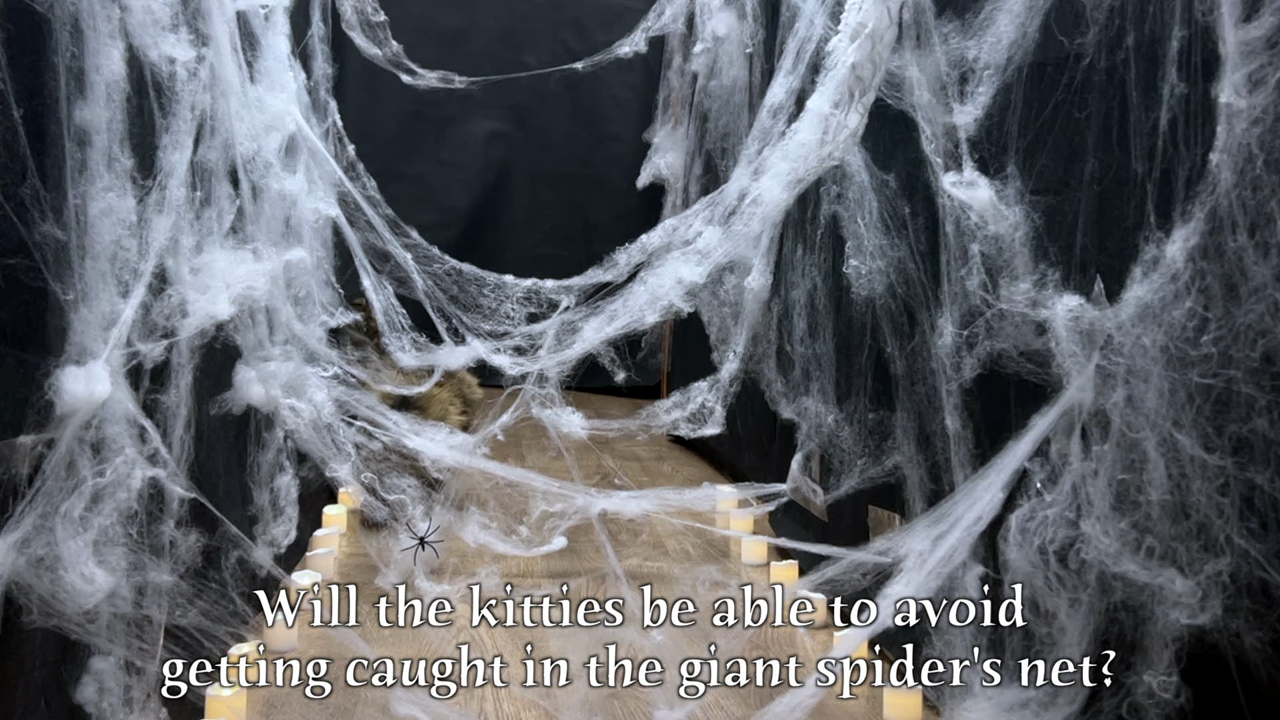 Will the kitties be able to avoid
getting caught in the giant spider's net?